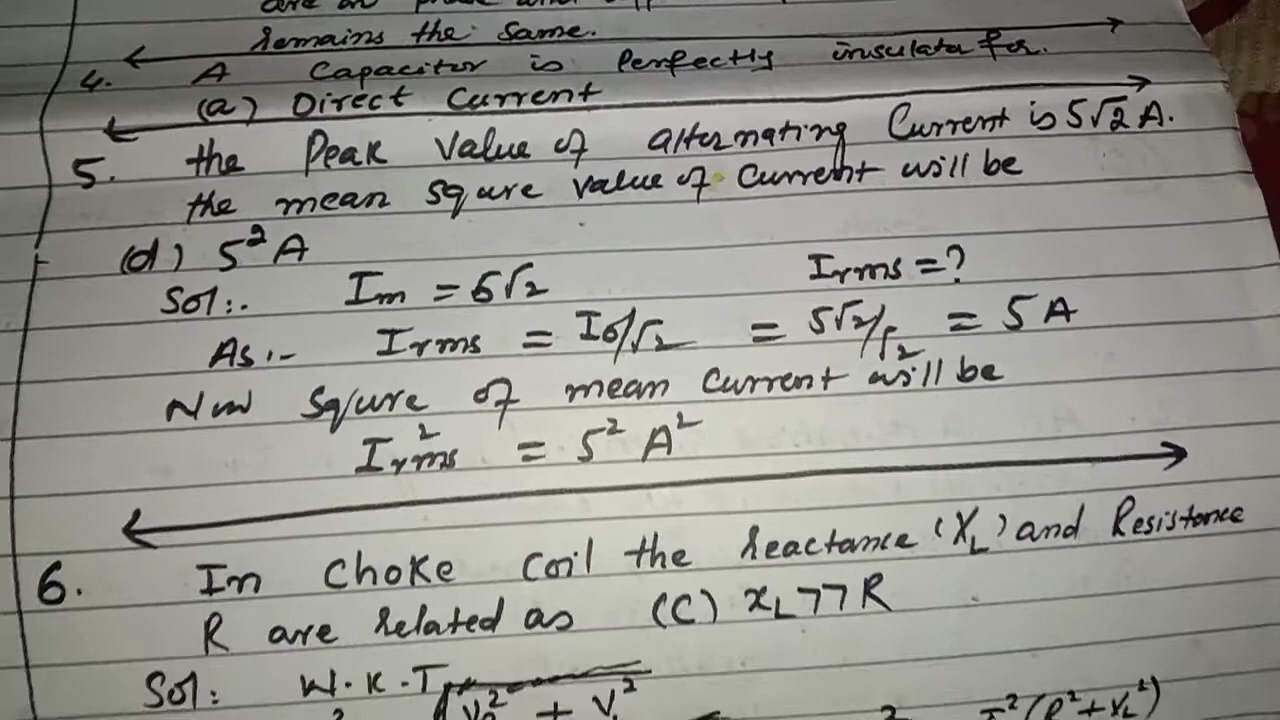 remains the same.
4. A Capacitor is Perfectly insulator for.
(a) Direct Current
5. the Peak Value of alternating Current is 5√2 A.
the mean square value of current will be
(d) 5² A
Sol:. Im = 5√2 Irms = ?
As :- Irms = Io/√2 = 5√2/√2 = 5 A
Now Square of mean current will be
I²rms = 5² A²
6. In Choke coil the reactance (XL) and Resistance
R are related as (C) XL >> R
Sol: W.K.T